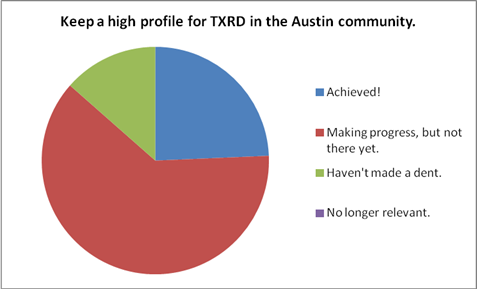 Keep a high profile for TXRD in the Austin community.
Achieved!
Making progress, but not
there yet.
Haven't made a dent.
No longer relevant.